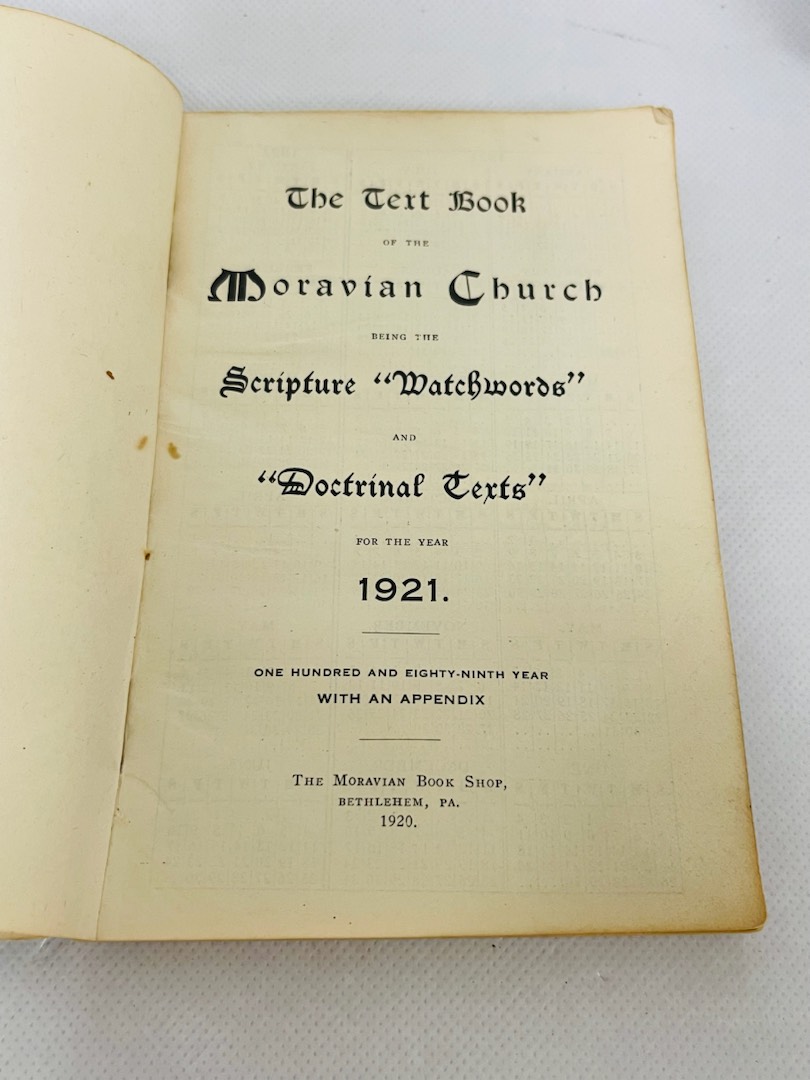 The Text Book
OF THE
Moravian Church
BEING THE
Scripture “Watchwords”
AND
“Doctrinal Texts”
FOR THE YEAR
1921.
ONE HUNDRED AND EIGHTY-NINTH YEAR
WITH AN APPENDIX
THE MORAVIAN BOOK SHOP,
BETHLEHEM, PA.
1920.